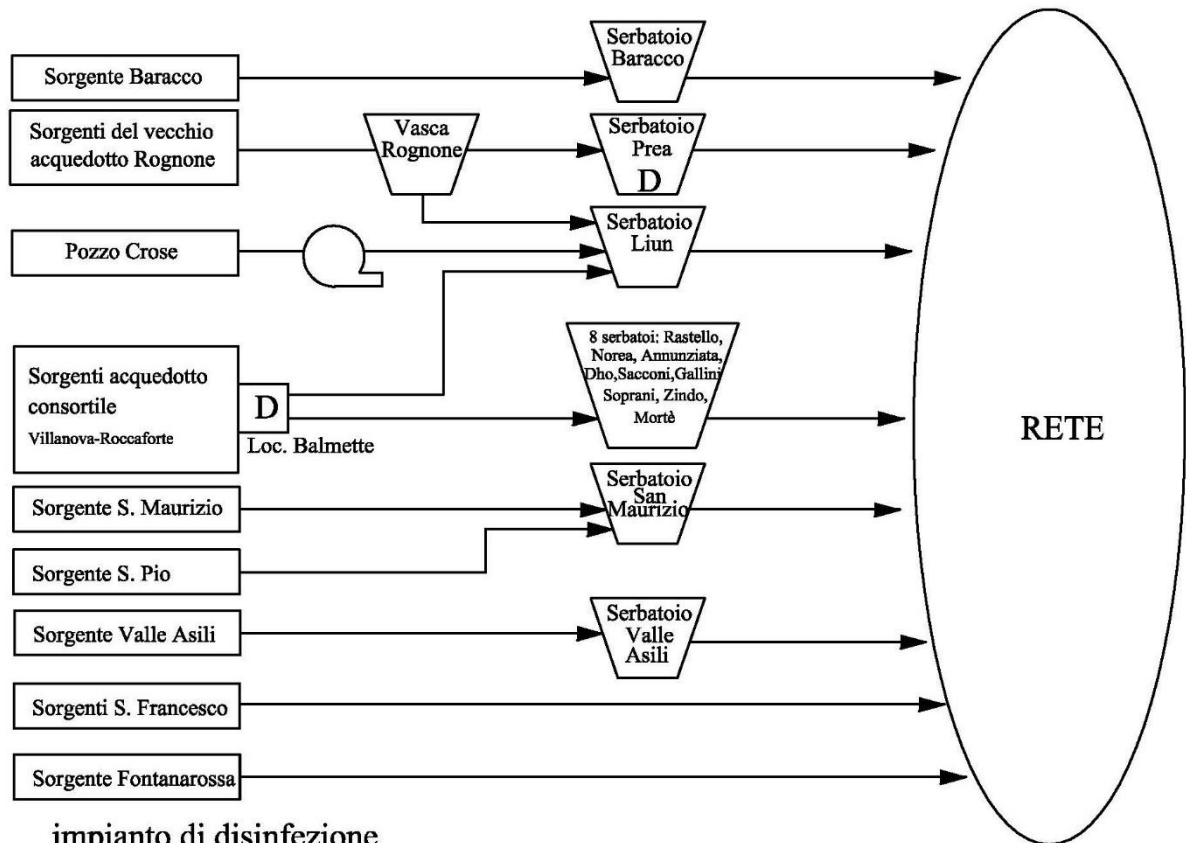 Sorgente Baracco
Serbatoio
Baracco
Sorgenti del vecchio
acquedotto Rognone
Vasca
Rognone
Serbatoio
Prea
D
Pozzo Crose
Serbatoio
Liun
Sorgenti acquedotto
consortile
Villanova-Roccaforte
D
Loc. Balmette
8 serbatoi: Rastello,
Norea, Annunziata,
Dho,Sacconi,Gallini
Soprani, Zindo,
Mortè
RETE
Sorgente S. Maurizio
Serbatoio
San
Maurizio
Sorgente S. Pio
Sorgente Valle Asili
Serbatoio
Valle
Asili
Sorgenti S. Francesco
Sorgente Fontanarossa
impianto di disinfezione